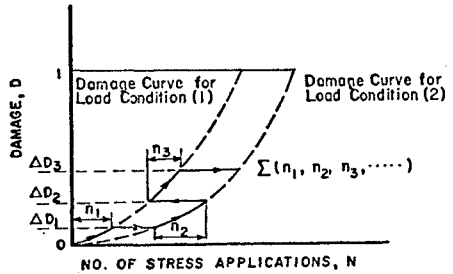 DAMAGE, D
1
Damage Curve for
Load Condition (1)
Damage Curve for
Load Condition (2)
n3
ΔD3
Σ(n1, n2, n3, ·····)
ΔD2
ΔD1
n1
n2
0
NO. OF STRESS APPLICATIONS, N